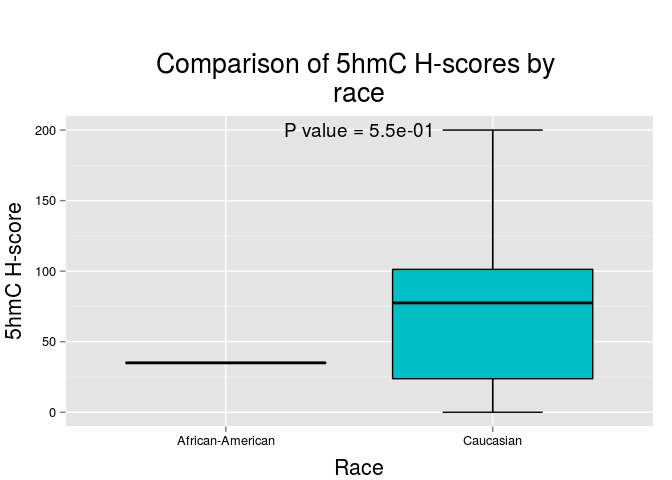 Comparison of 5hmC H-scores by
race
P value = 5.5e-01
200
150
100
50
0
5hmC H-score
African-American
Caucasian
Race